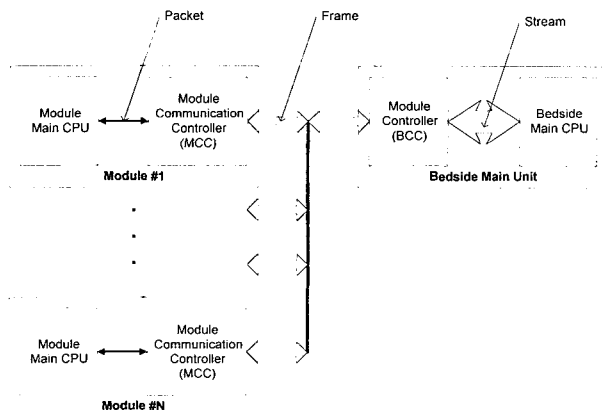 Packet
Frame
Stream
Module
Main CPU
Module
Communication
Controller
(MCC)
Module
Controller
(BCC)
Bedside
Main CPU
Module #1
Bedside Main Unit
Module
Main CPU
Module
Communication
Controller
(MCC)
Module #N